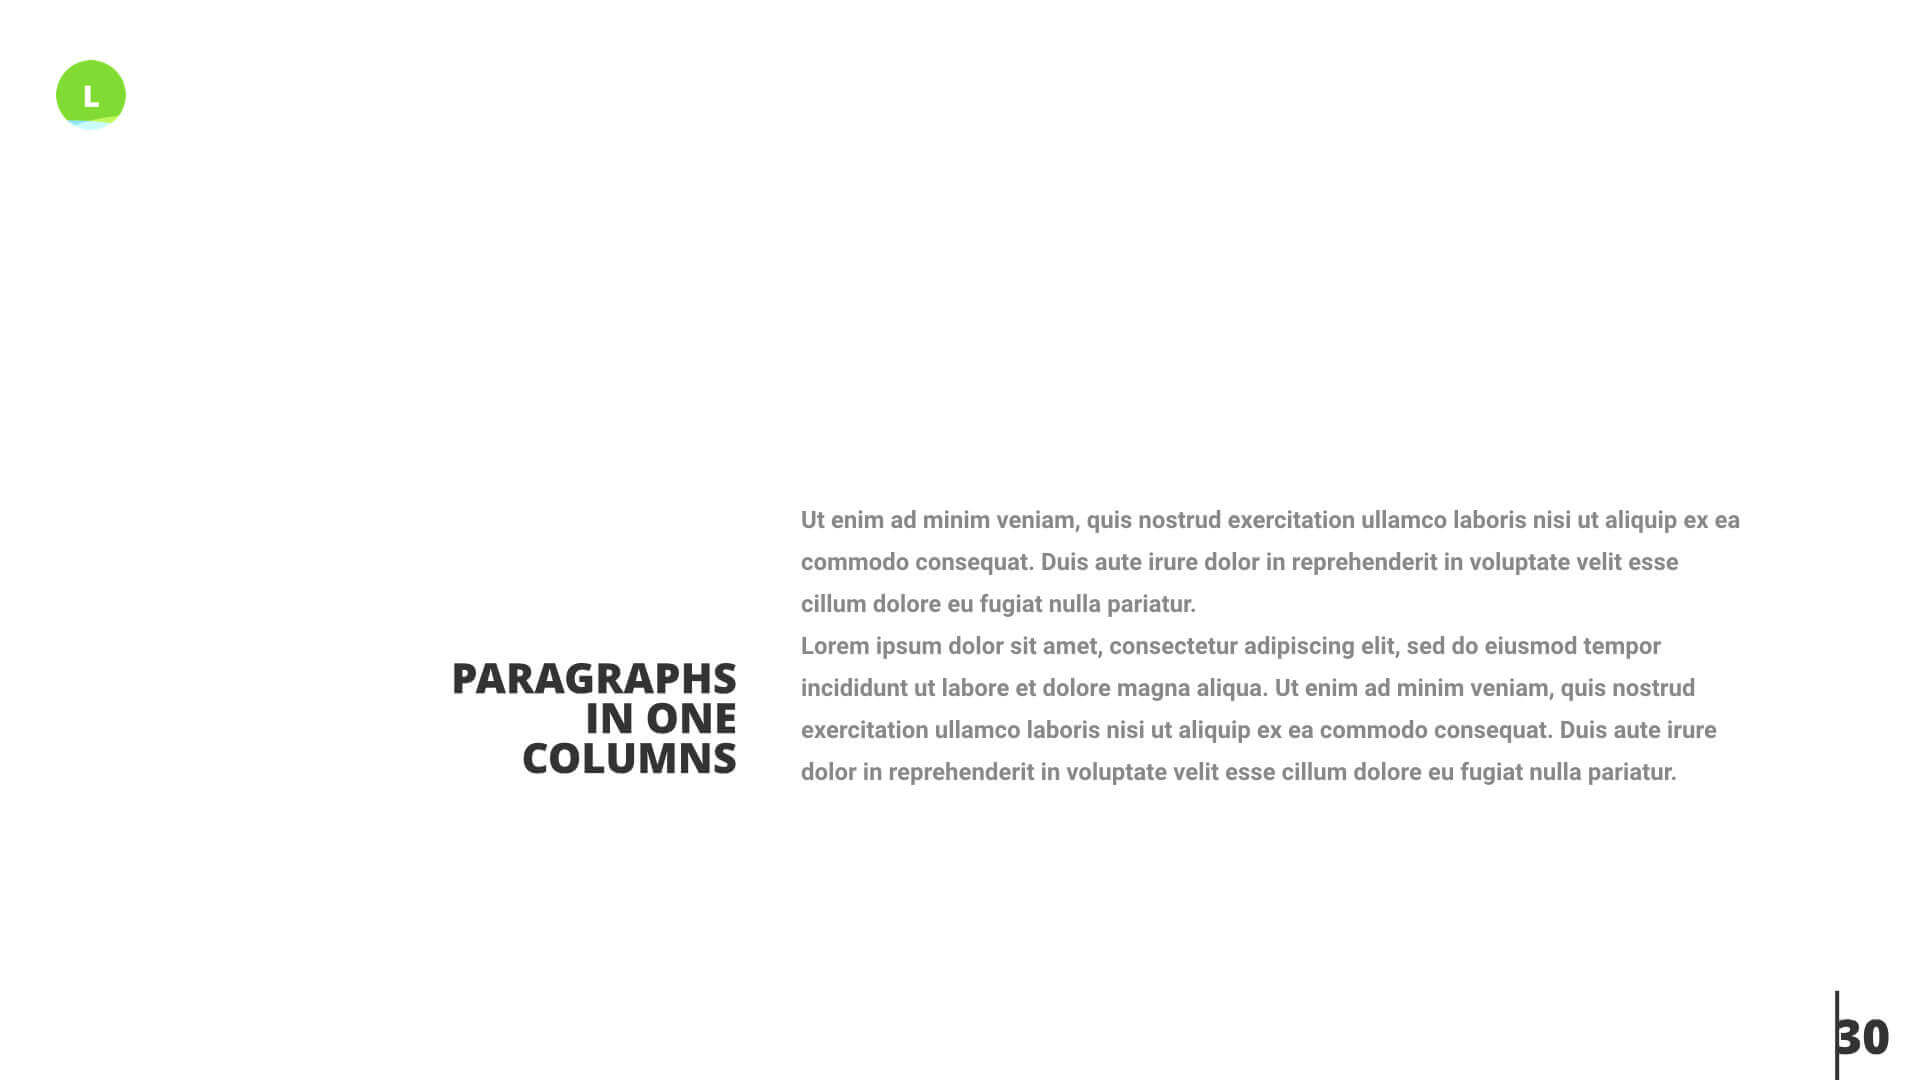 L
PARAGRAPHS
IN ONE
COLUMNS
Ut enim ad minim veniam, quis nostrud exercitation ullamco laboris nisi ut aliquip ex ea
commodo consequat. Duis aute irure dolor in reprehenderit in voluptate velit esse
cillum dolore eu fugiat nulla pariatur.
Lorem ipsum dolor sit amet, consectetur adipiscing elit, sed do eiusmod tempor
incididunt ut labore et dolore magna aliqua. Ut enim ad minim veniam, quis nostrud
exercitation ullamco laboris nisi ut aliquip ex ea commodo consequat. Duis aute irure
dolor in reprehenderit in voluptate velit esse cillum dolore eu fugiat nulla pariatur.
30